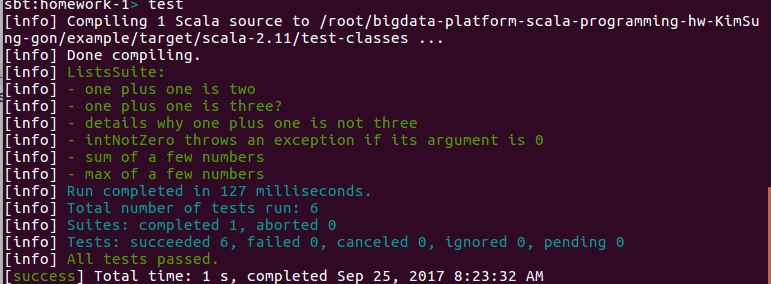 sbt:homework-1> test
[info] Compiling 1 Scala source to /root/bigdata-platform-scala-programming-hw-KimSu
ng-gon/example/target/scala-2.11/test-classes ...
[info] Done compiling.
[info] ListsSuite:
[info] - one plus one is two
[info] - one plus one is three?
[info] - details why one plus one is not three
[info] - intNotZero throws an exception if its argument is 0
[info] - sum of a few numbers
[info] - max of a few numbers
[info] Run completed in 127 milliseconds.
[info] Total number of tests run: 6
[info] Suites: completed 1, aborted 0
[info] Tests: succeeded 6, failed 0, canceled 0, ignored 0, pending 0
[info] All tests passed.
[success] Total time: 1 s, completed Sep 25, 2017 8:23:32 AM